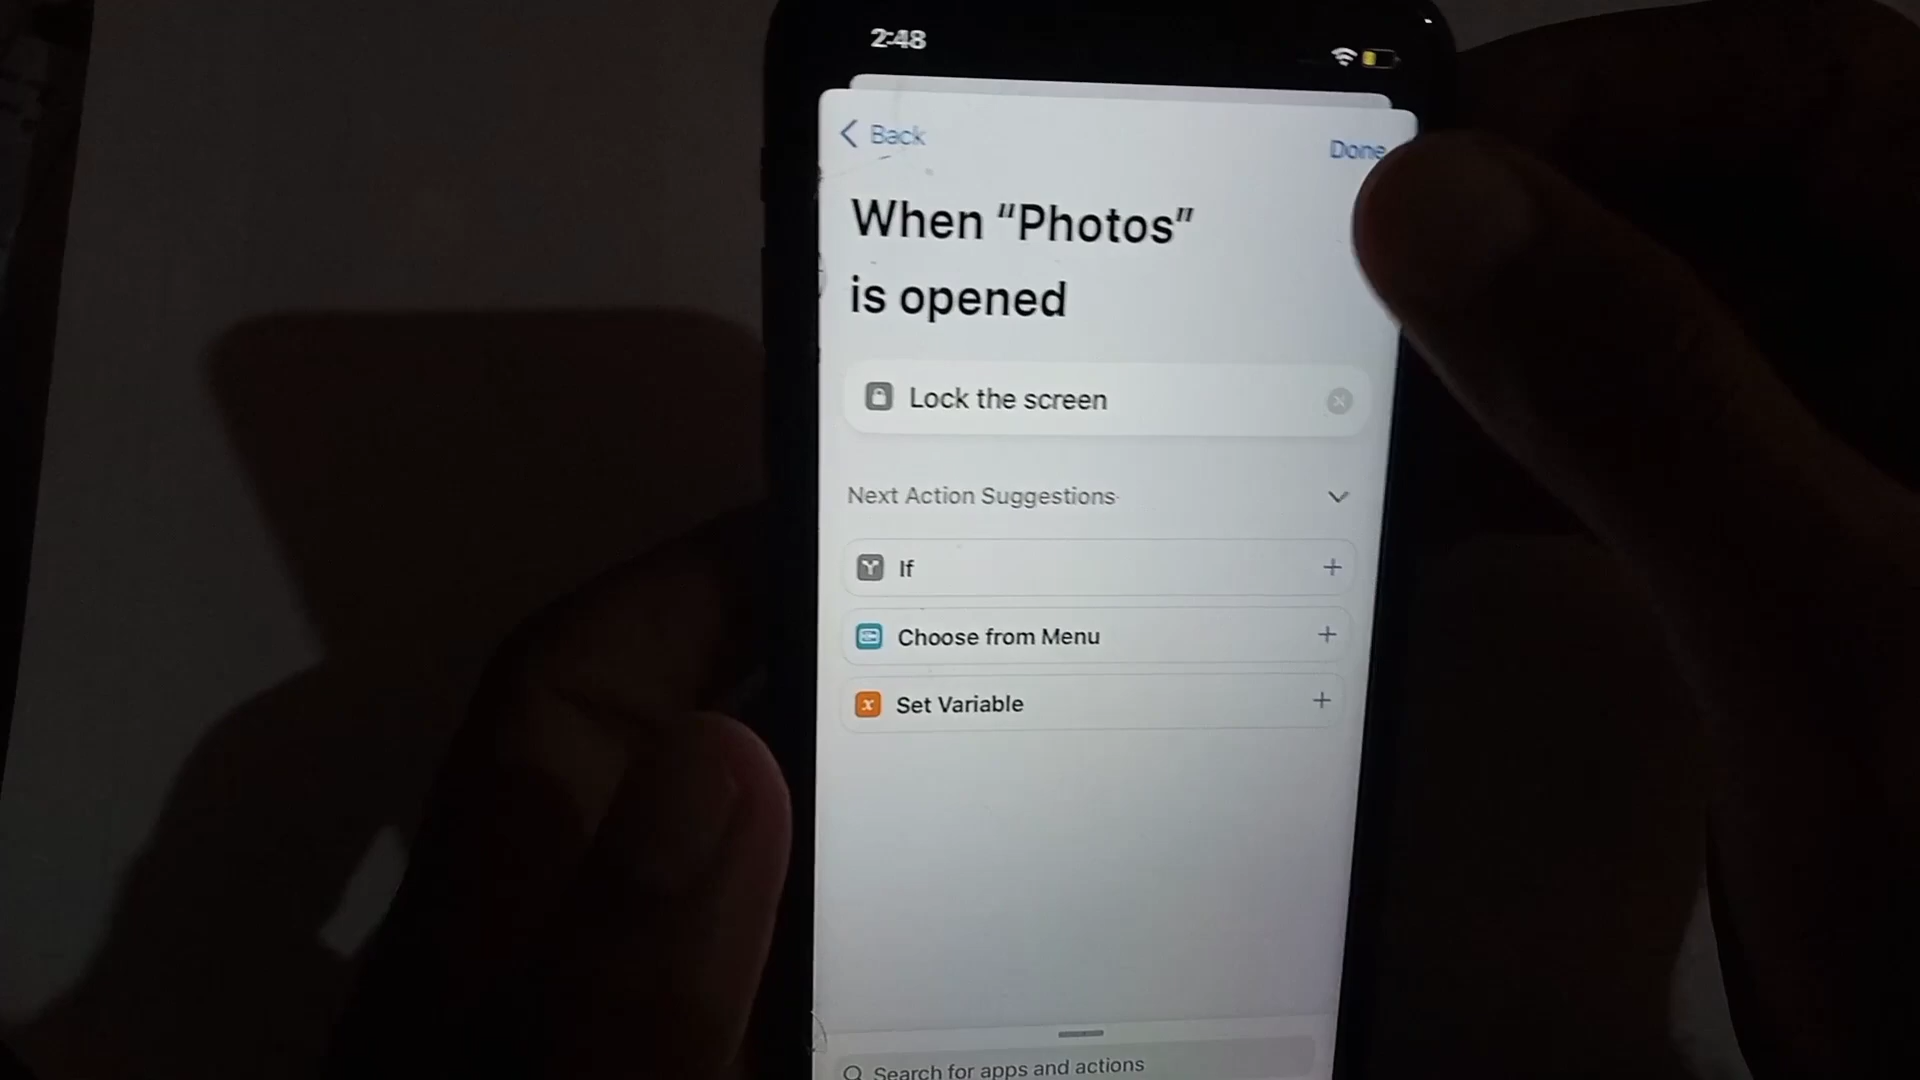 2:48
Back
Done
When “Photos”
is opened
Lock the screen
Next Action Suggestions
If
Choose from Menu
x Set Variable
Search for apps and actions